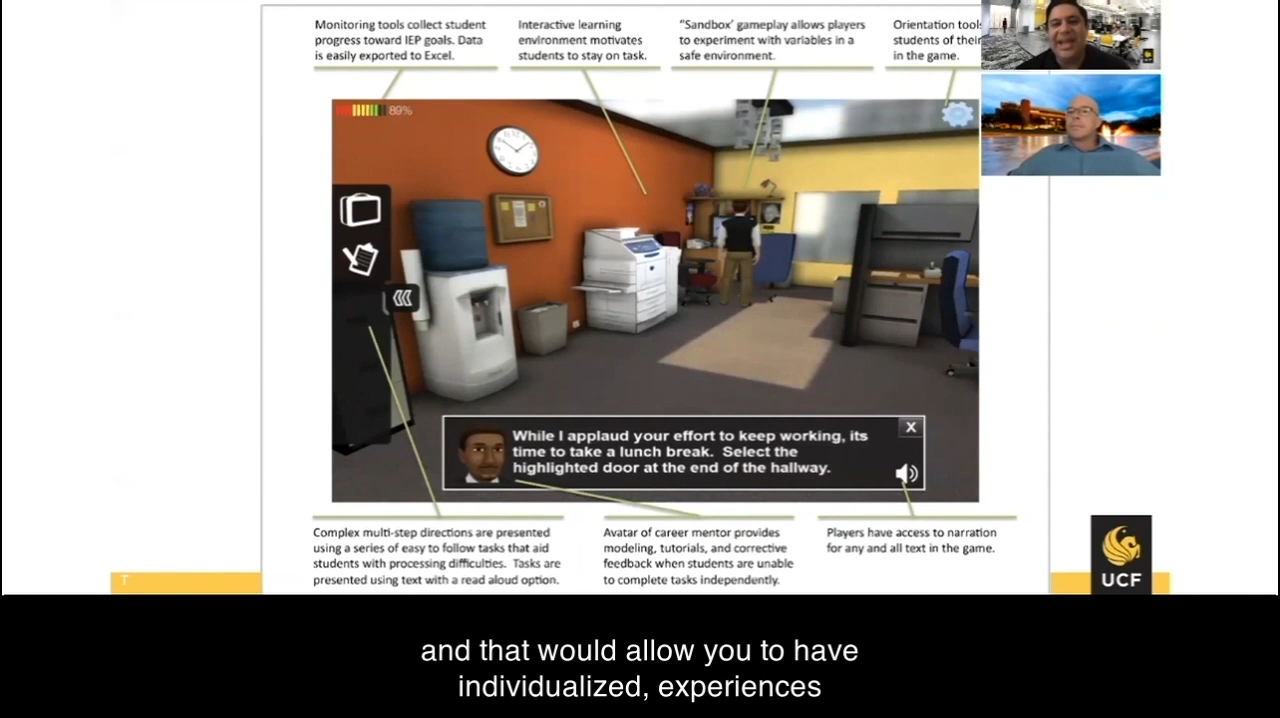 Monitoring tools collect student
progress toward IEP goals. Data
is easily exported to Excel.
Interactive learning
environment motivates
students to stay on task.
“Sandbox’ gameplay allows players
to experiment with variables in a
safe environment.
Orientation tools
students of their
in the game.
89%
While I applaud your effort to keep working, its
time to take a lunch break. Select the
highlighted door at the end of the hallway.
X
Complex multi-step directions are presented
using a series of easy to follow tasks that aid
students with processing difficulties. Tasks are
presented using text with a read aloud option.
Avatar of career mentor provides
modeling, tutorials, and corrective
feedback when students are unable
to complete tasks independently.
Players have access to narration
for any and all text in the game.
T
UCF
and that would allow you to have
individualized, experiences